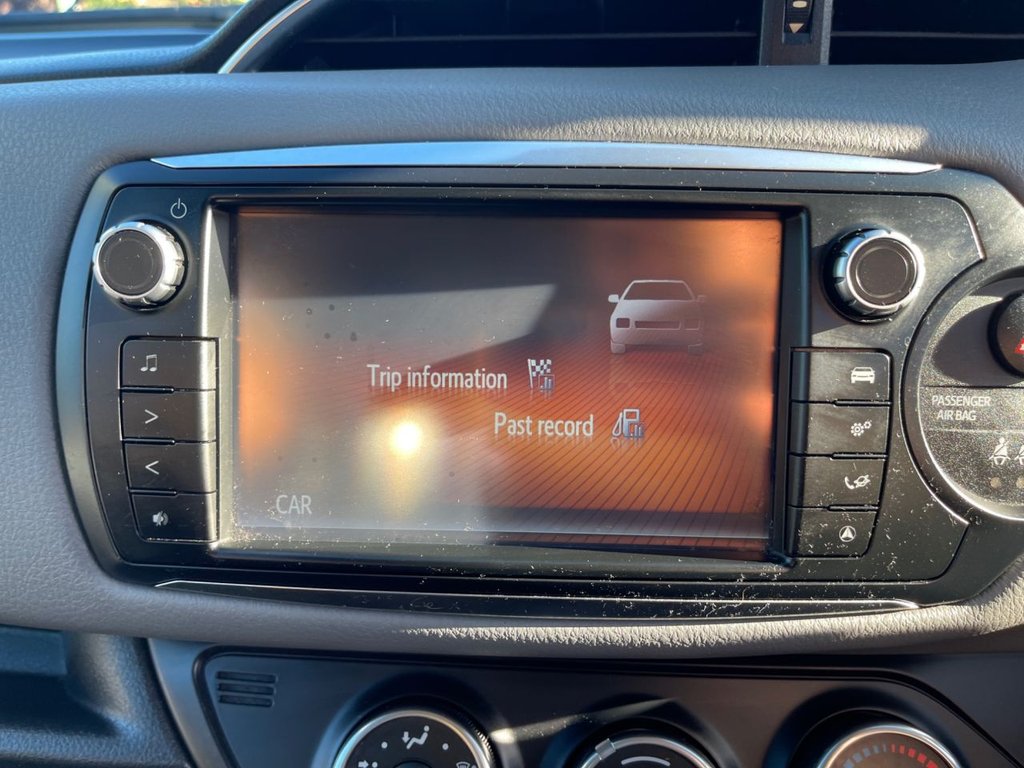 Trip information
Past record
CAR
PASSENGER
AIR BAG